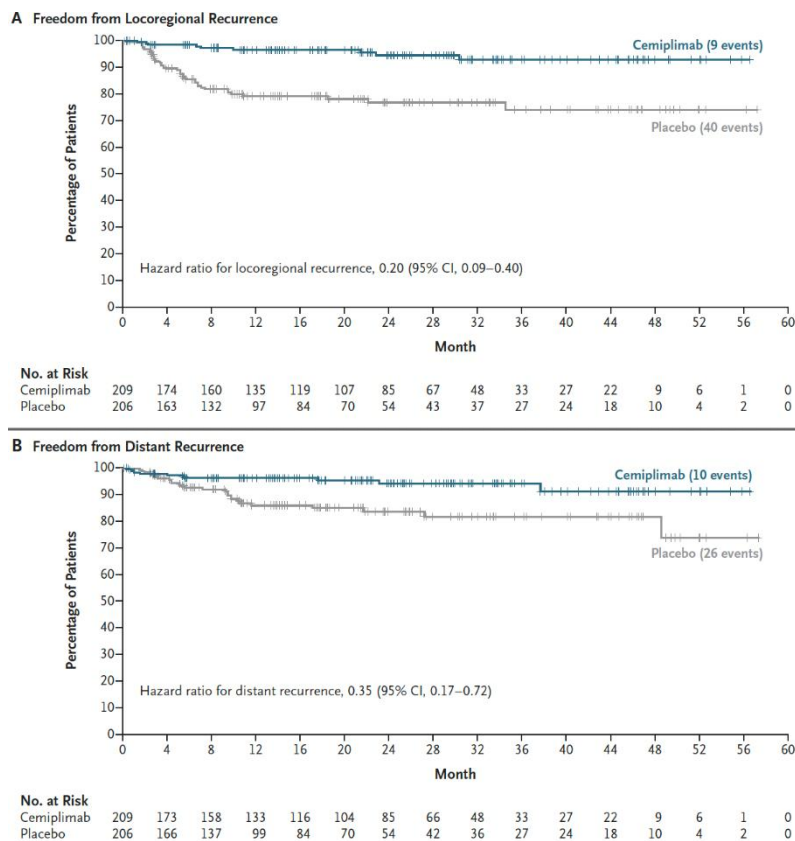 A Freedom from Locoregional Recurrence
100
90
80
70
60
50
40
30
20
10
0
Percentage of Patients
Cemiplimab (9 events)
Placebo (40 events)
Hazard ratio for locoregional recurrence, 0.20 (95% CI, 0.09–0.40)
0 4 8 12 16 20 24 28 32 36 40 44 48 52 56 60
Month
No. at Risk
Cemiplimab 209 174 160 135 119 107 85 67 48 33 27 22 9 6 1 0
Placebo 206 163 132 97 84 70 54 43 37 27 24 18 10 4 2 0
B Freedom from Distant Recurrence
100
90
80
70
60
50
40
30
20
10
0
Percentage of Patients
Cemiplimab (10 events)
Placebo (26 events)
Hazard ratio for distant recurrence, 0.35 (95% CI, 0.17–0.72)
0 4 8 12 16 20 24 28 32 36 40 44 48 52 56 60
Month
No. at Risk
Cemiplimab 209 173 158 133 116 104 85 66 48 33 27 22 9 6 1 0
Placebo 206 166 137 99 84 70 54 42 36 27 24 18 10 4 2 0